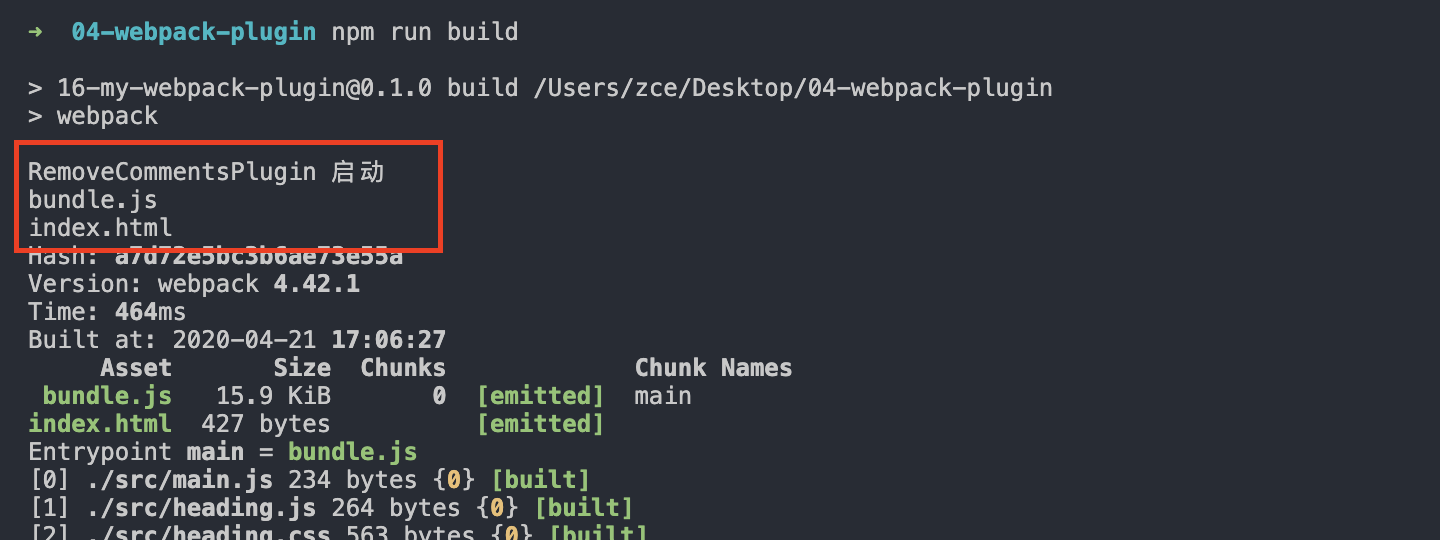 ➜  04-webpack-plugin npm run build
> 16-my-webpack-plugin@0.1.0 build /Users/zce/Desktop/04-webpack-plugin
> webpack
RemoveCommentsPlugin 启动
bundle.js
index.html
Hash: a7d72e5bc3b6ae73e55a
Version: webpack 4.42.1
Time: 464ms
Built at: 2020-04-21 17:06:27
Asset Size Chunks Chunk Names
bundle.js 15.9 KiB 0 [emitted] main
index.html 427 bytes [emitted]
Entrypoint main = bundle.js
[0] ./src/main.js 234 bytes {0} [built]
[1] ./src/heading.js 264 bytes {0} [built]
[2] ./src/heading.css 563 bytes {0} [built]